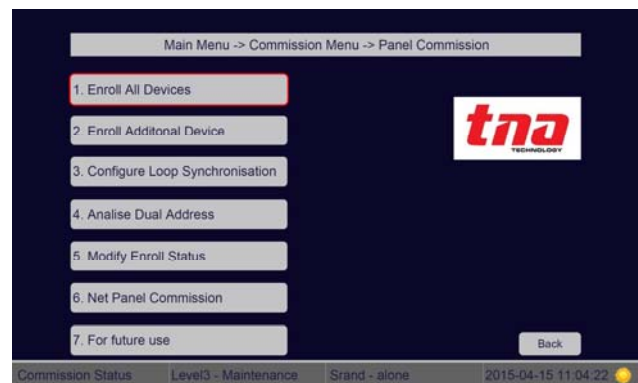 Main Menu -> Commission Menu -> Panel Commission
1. Enroll All Devices
tna
TECHNOLOGY
2. Enroll Additonal Device
3. Configure Loop Synchronisation
4. Analise Dual Address
5. Modify Enroll Status
6. Net Panel Commission
7. For future use
Back
Commission Status Level3 - Maintenance Srand - alone 2015-04-15 11:04:22